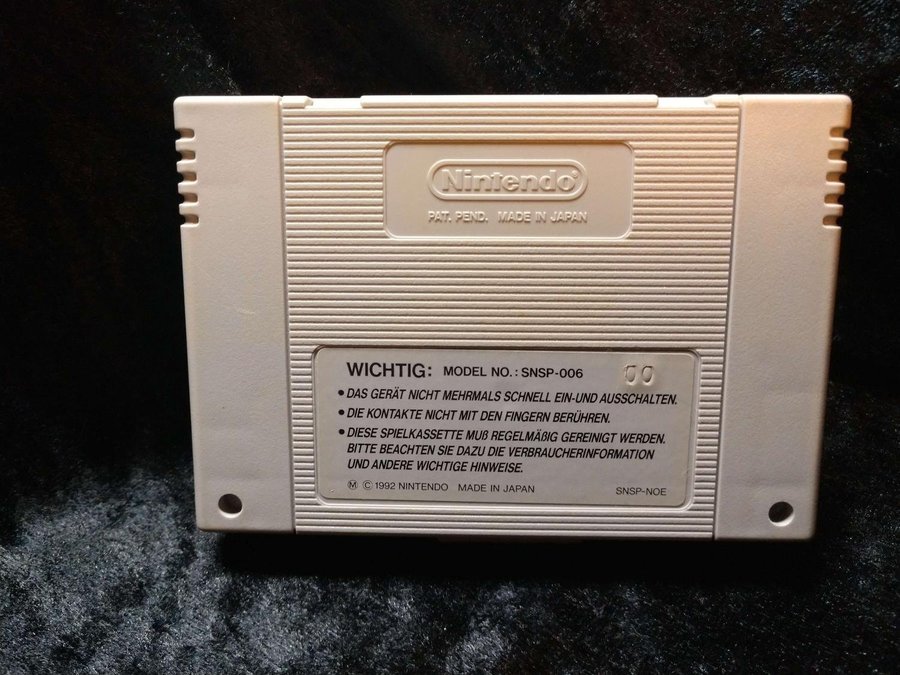 Nintendo®
PAT. PEND. MADE IN JAPAN
WICHTIG: MODEL NO.: SNSP-006 00
• DAS GERÄT NICHT MEHRMALS SCHNELL EIN-UND AUSSCHALTEN.
• DIE KONTAKTE NICHT MIT DEN FINGERN BERÜHREN.
• DIESE SPIELKASSETTE MUß REGELMÄßIG GEREINIGT WERDEN.
BITTE BEACHTEN SIE DAZU DIE VERBRAUCHERINFORMATION
UND ANDERE WICHTIGE HINWEISE.
Ⓜ © 1992 NINTENDO MADE IN JAPAN SNSP-NOE